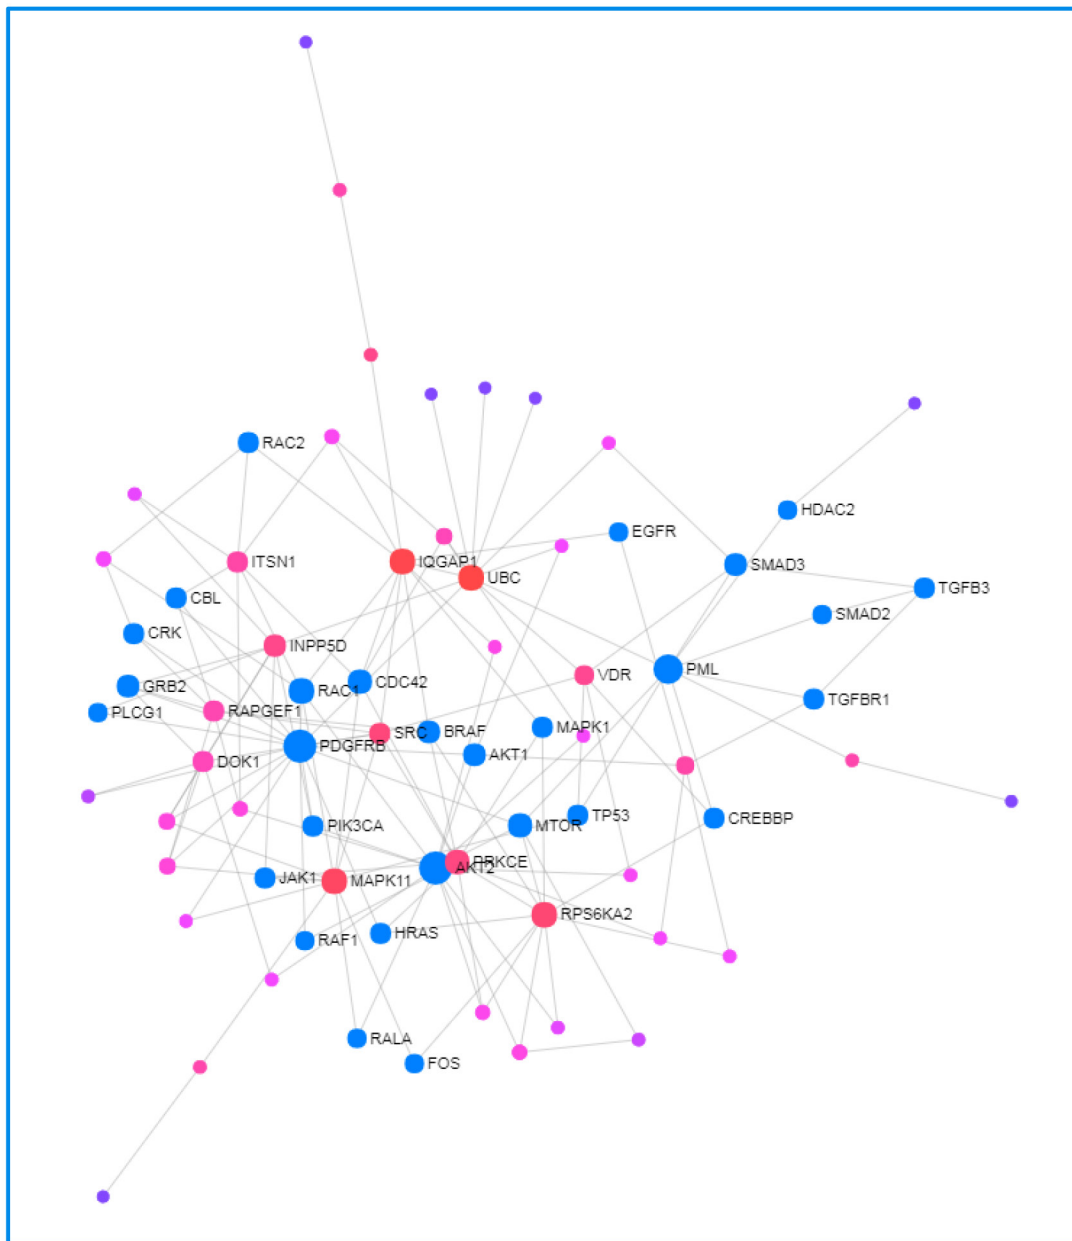 RAC2
HDAC2
EGFR
ITSN1
IQGAP1
UBC
SMAD3
TGFB3
CBL
SMAD2
CRK
INPP5D
VDR
PML
GRB2
RAC1
CDC42
TGFBR1
PLCG1
RAPGEF1
SRC
BRAF
MAPK1
PDGFRB
AKT1
DOK1
PIK3CA
MTOR
TP53
CREBBP
PRKCE
AKT2
JAK1
MAPK11
RPS6KA2
RAF1
HRAS
RALA
FOS